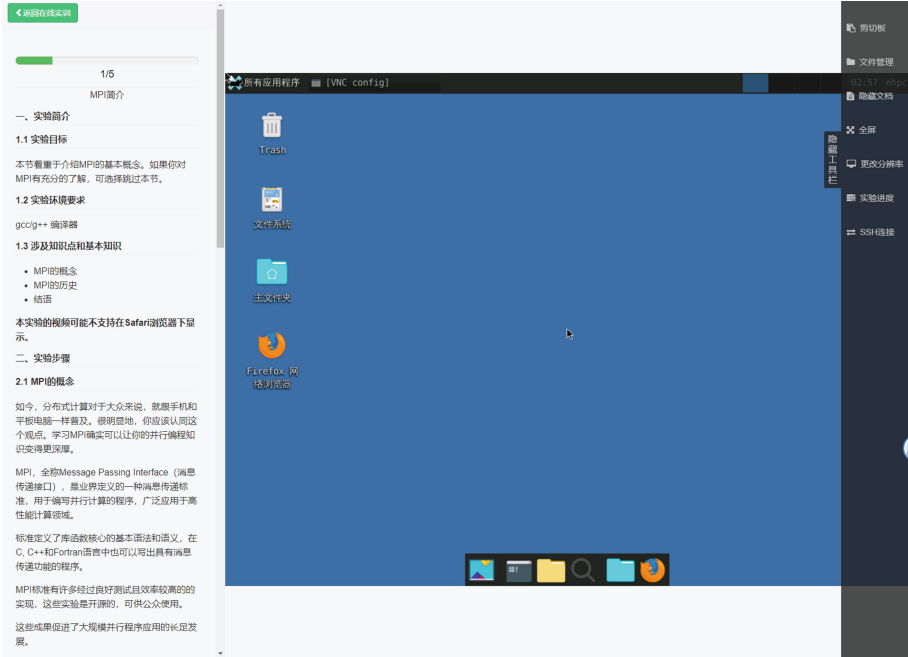 返回在线实训
1/5
MPI简介
一、实验简介
1.1 实验目标
本节着重于介绍MPI的基本概念。如果你对
MPI有充分的了解，可选择跳过本节。
1.2 实验环境要求
gcc/g++ 编译器
1.3 涉及知识点和基本知识
MPI的概念
MPI的历史
结语
本实验的视频可能不支持在Safari浏览器下显
示。
二、实验步骤
2.1 MPI的概念
如今，分布式计算对于大众来说，就跟手机和
平板电脑一样普及。很明显地，你应该认同这
个观点。学习MPI确实可以让你的并行编程知
识变得更深厚。
MPI，全称Message Passing Interface（消息
传递接口），是业界定义的一种消息传递标
准，用于编写并行计算的程序，广泛应用于高
性能计算领域。
标准定义了库函数核心的基本语法和语义，在
C, C++和Fortran语言中也可以写出具有消息
传递功能的程序。
MPI标准有许多经过良好测试且效率较高的的
实现，这些实验是开源的，可供公众使用。
这些成果促进了大规模并行程序应用的长足发
展。
所有应用程序
[VNC config]
02:57 ehpc
Trash
文件系统
主文件夹
Firefox 网
络浏览器
隐藏工具栏
剪切板
文件管理
隐藏文档
全屏
更改分辨率
实验进度
SSH连接